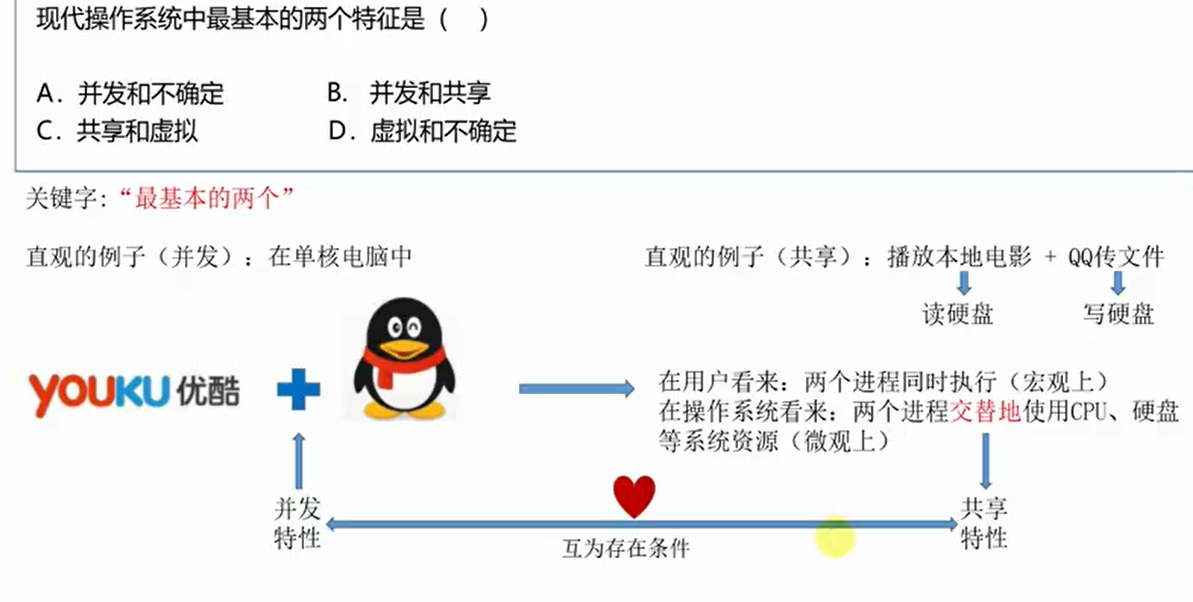 现代操作系统中最基本的两个特征是（ ）
A．并发和不确定 B． 并发和共享
C．共享和虚拟 D．虚拟和不确定
关键字：“最基本的两个”
直观的例子（并发）：在单核电脑中
直观的例子（共享）：播放本地电影 + QQ传文件
读硬盘 写硬盘
YOUKU 优酷
在用户看来：两个进程同时执行（宏观上）
在操作系统看来：两个进程交替地使用CPU、硬盘
等系统资源（微观上）
并发
特性
互为存在条件
共享
特性